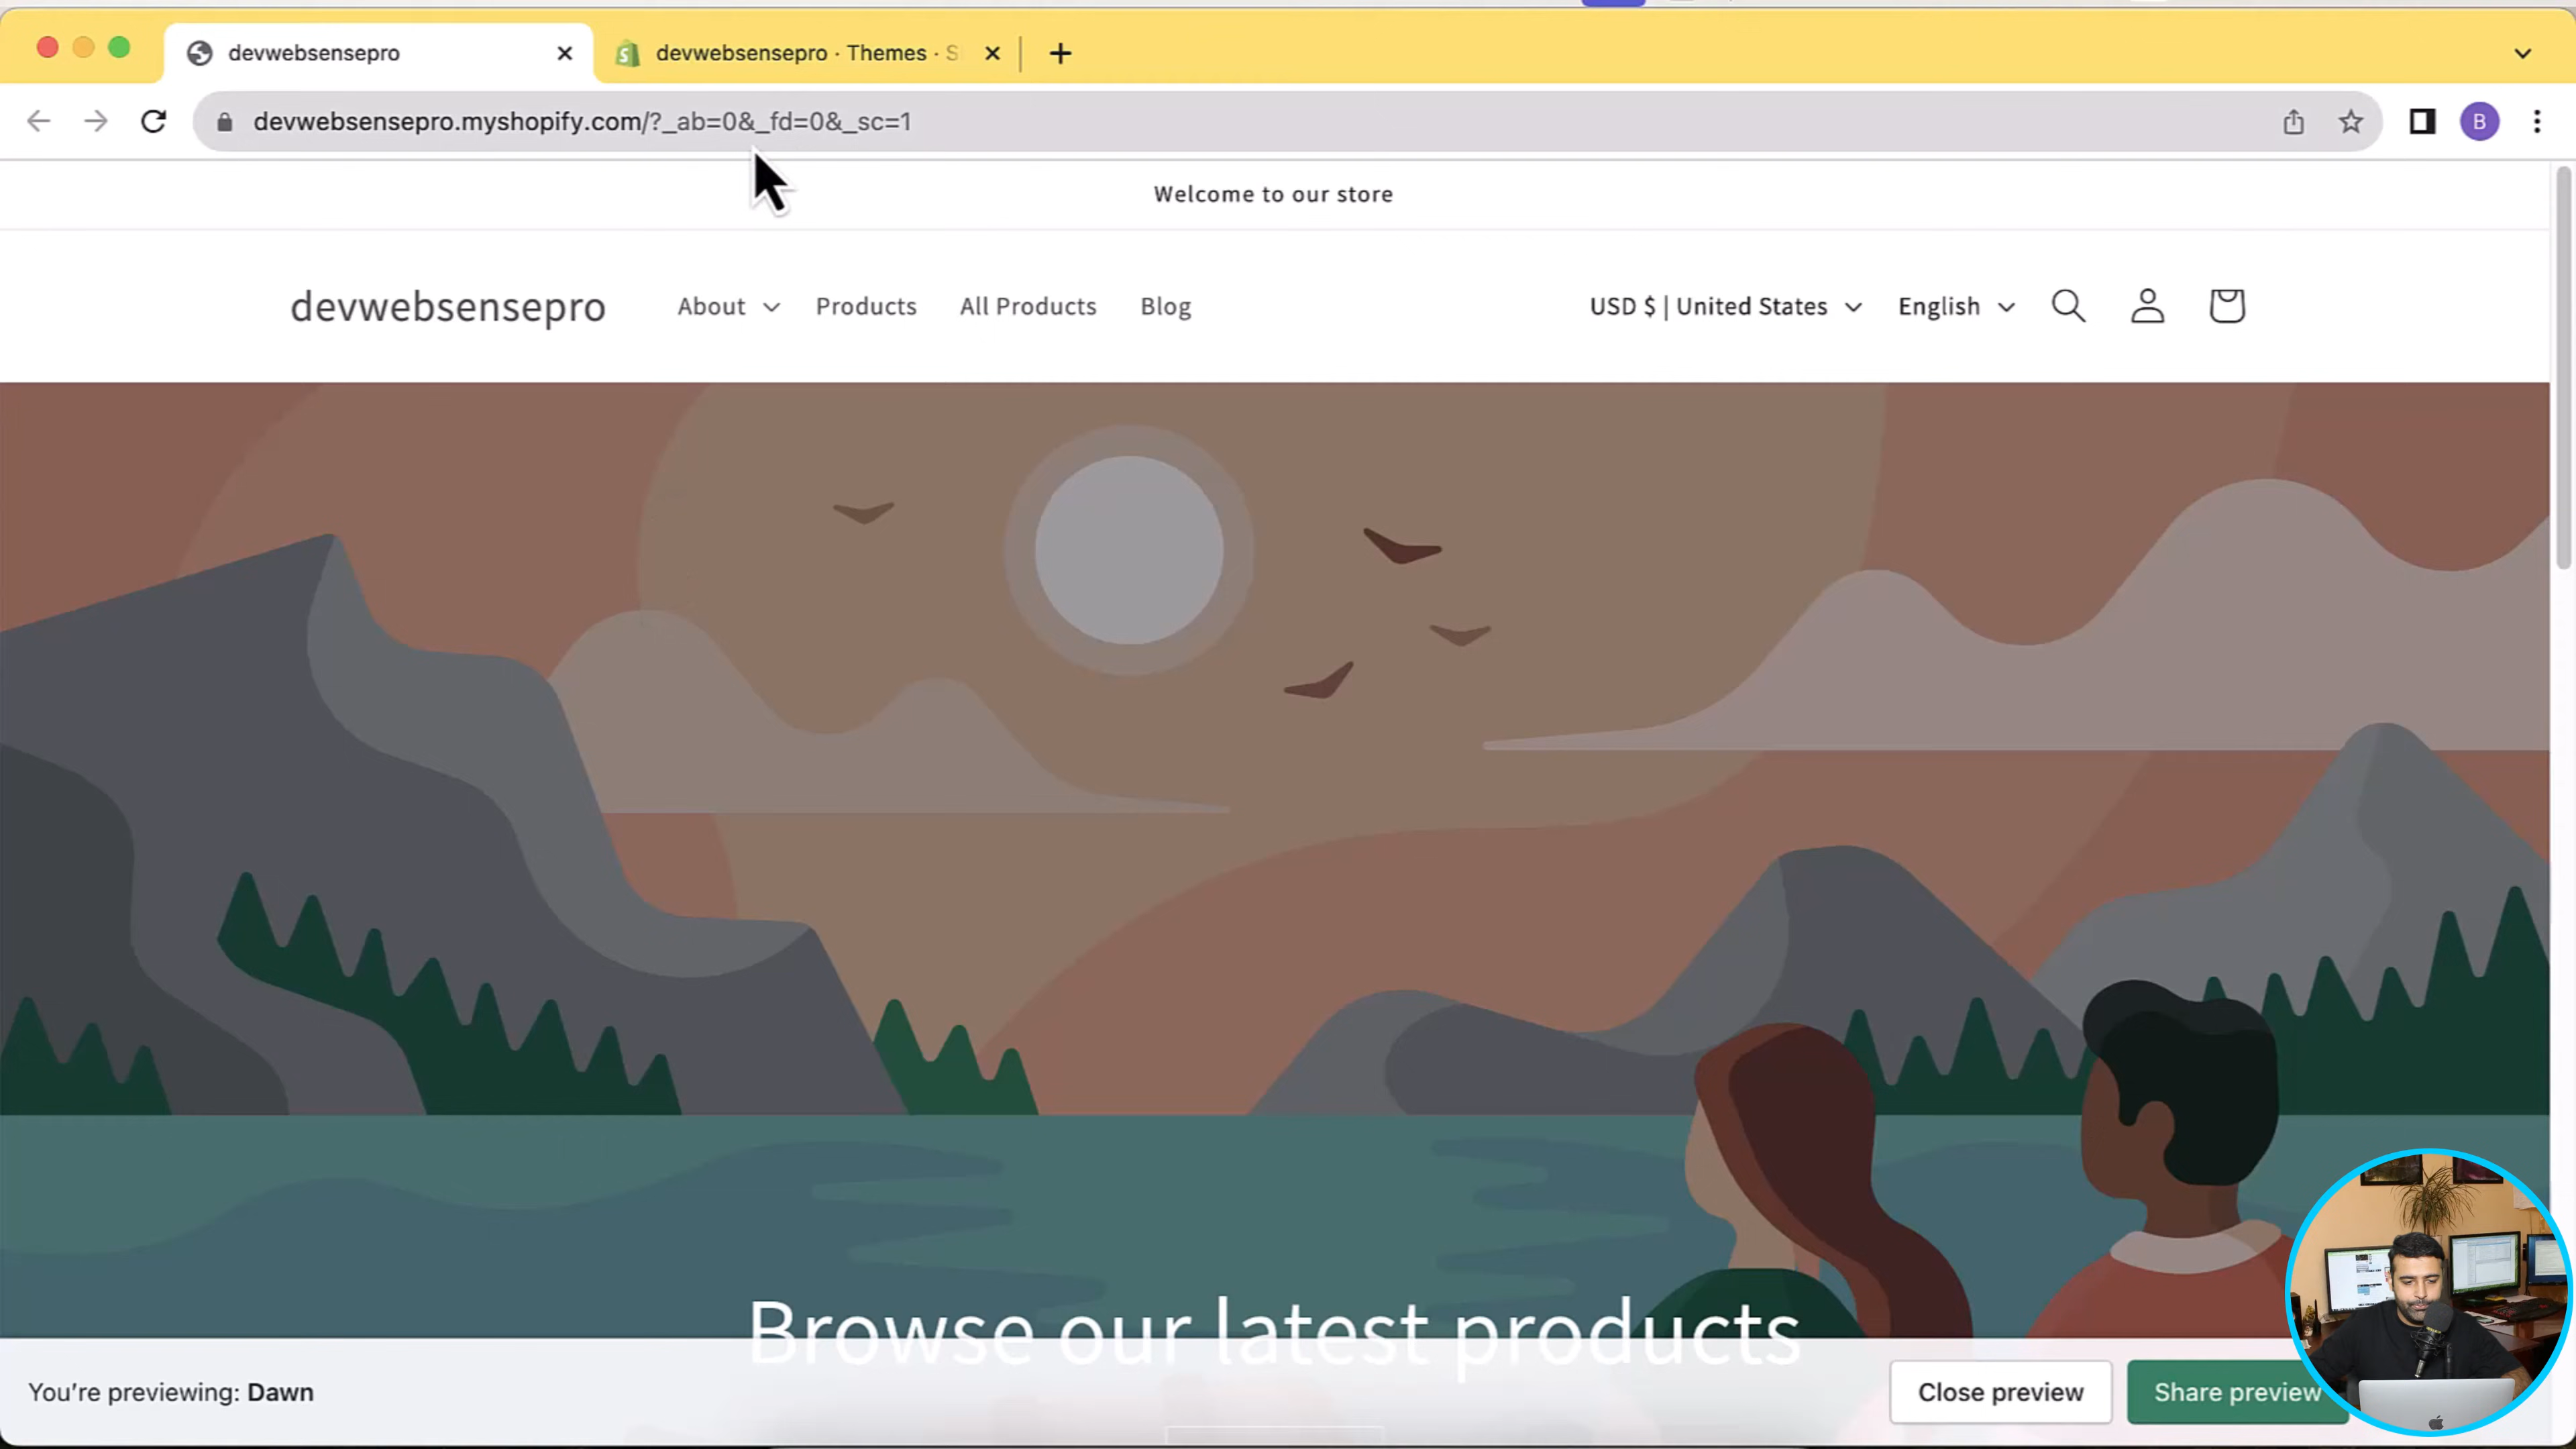 devwebsensepro
devwebsensepro · Themes · S
devwebsensepro.myshopify.com/?_ab=0&_fd=0&_sc=1
B
Welcome to our store
devwebsensepro
About
Products
All Products
Blog
USD $ | United States
English
Browse our latest products
You're previewing: Dawn
Close preview
Share preview